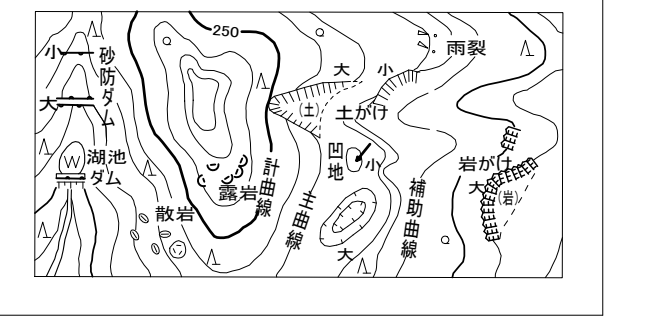 250
小
砂防ダム
大
湖池
ダム
散岩
露岩
計曲線
主曲線
大
小
(土)
土がけ
凹地
小
大
補助曲線
雨裂
岩がけ
大
(岩)